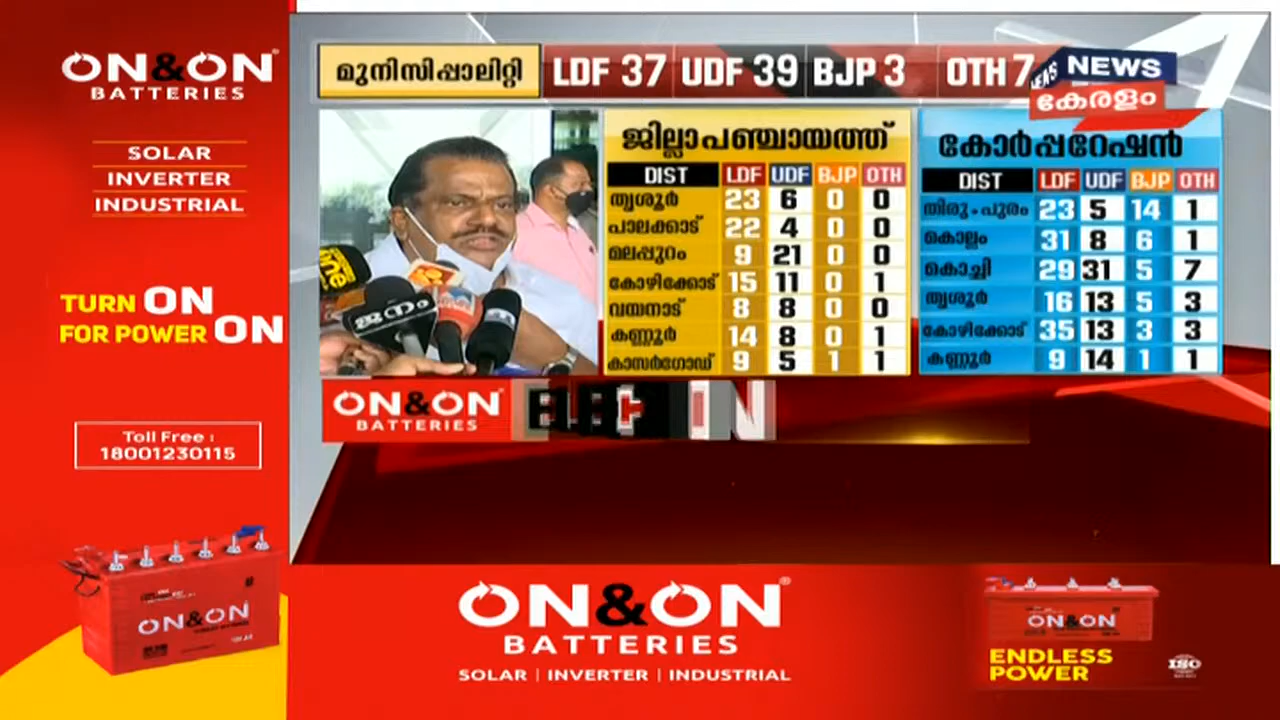 ON&ON
BATTERIES
SOLAR
INVERTER
INDUSTRIAL
TURN ON
FOR POWER ON
Toll Free :
18001230115
ON&ON
മുനിസിപ്പാലിറ്റി LDF 37 UDF 39 BJP 3 OTH 7
NEWS NEWS
കേരളം
ജില്ലാ പഞ്ചായത്ത്
DIST LDF UDF BJP OTH
തൃശൂർ 23 6 0 0
പാലക്കാട് 22 4 0 0
മലപ്പുറം 9 21 0 0
കോഴിക്കോട് 15 11 0 1
വയനാട് 8 8 0 0
കണ്ണൂർ 14 8 0 1
കാസർഗോഡ് 9 5 1 1
കോർപ്പറേഷൻ
DIST LDF UDF BJP OTH
തിരു.പുരം 23 5 14 1
കൊല്ലം 31 8 6 1
കൊച്ചി 29 31 5 7
തൃശൂർ 16 13 5 3
കോഴിക്കോട് 35 13 3 3
കണ്ണൂർ 9 14 1 1
ജനം
ON&ON
BATTERIES
ON&ON
BATTERIES
SOLAR | INVERTER | INDUSTRIAL
ON&ON
ENDLESS
POWER
ISO